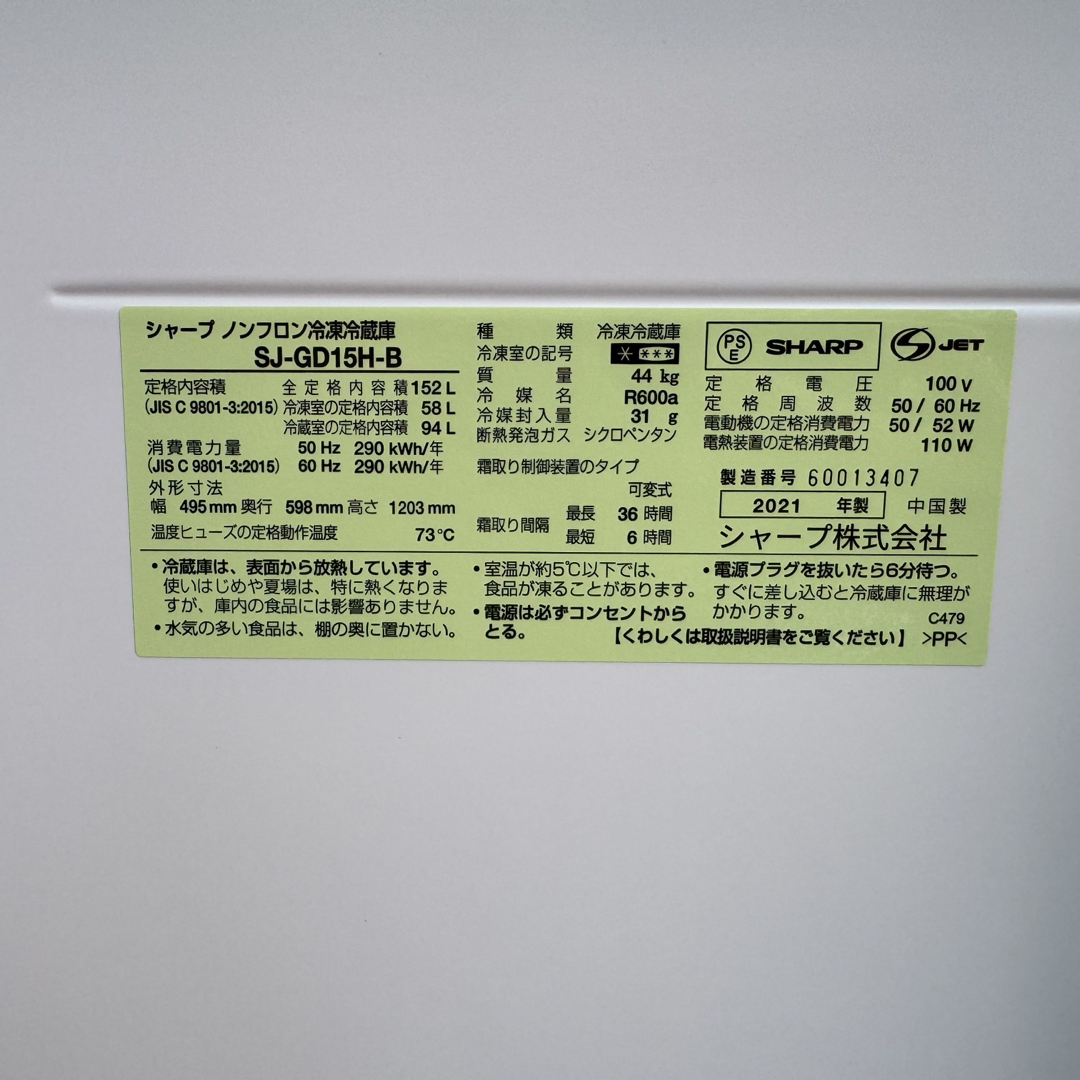 シャープ ノンフロン冷凍冷蔵庫
SJ-GD15H-B
定格内容積 全定格内容積 152 L
(JIS C 9801-3:2015) 冷凍室の定格内容積 58 L
冷蔵室の定格内容積 94 L
消費電力量 50 Hz 290 kWh/年
(JIS C 9801-3:2015) 60 Hz 290 kWh/年
外形寸法
幅 495 mm 奥行 598 mm 高さ 1203 mm
温度ヒューズの定格動作温度 73℃
種類 冷凍冷蔵庫
冷凍室の記号 * ***
質量 44 kg
冷媒名 R600a
冷媒封入量 31 g
断熱発泡ガス シクロペンタン
霜取り制御装置のタイプ
可変式
霜取り間隔 最長 36 時間
最短 6 時間
PS E SHARP S JET
定格電圧 100 V
定格周波数 50 / 60 Hz
電動機の定格消費電力 50 / 52 W
電熱装置の定格消費電力 110 W
製造番号 60013407
2021 年製 中国製
シャープ株式会社
・冷蔵庫は、表面から放熱しています。
使いはじめや夏場は、特に熱くなりま
すが、庫内の食品には影響ありません。
・水気の多い食品は、棚の奥に置かない。
・室温が約5℃以下では、
食品が凍ることがあります。
・電源は必ずコンセントから
とる。
・電源プラグを抜いたら6分待つ。
すぐに差し込むと冷蔵庫に無理が
かかります。
C479
【くわしくは取扱説明書をご覧ください】 >PP<